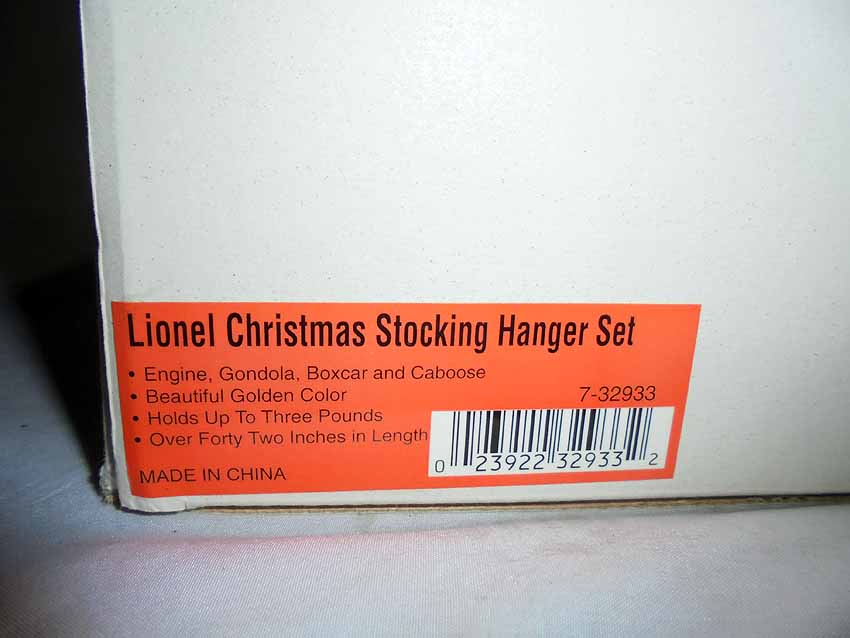 Lionel Christmas Stocking Hanger Set
• Engine, Gondola, Boxcar and Caboose
• Beautiful Golden Color
7-32933
• Holds Up To Three Pounds
• Over Forty Two Inches in Length
0 23922 32933 2
MADE IN CHINA